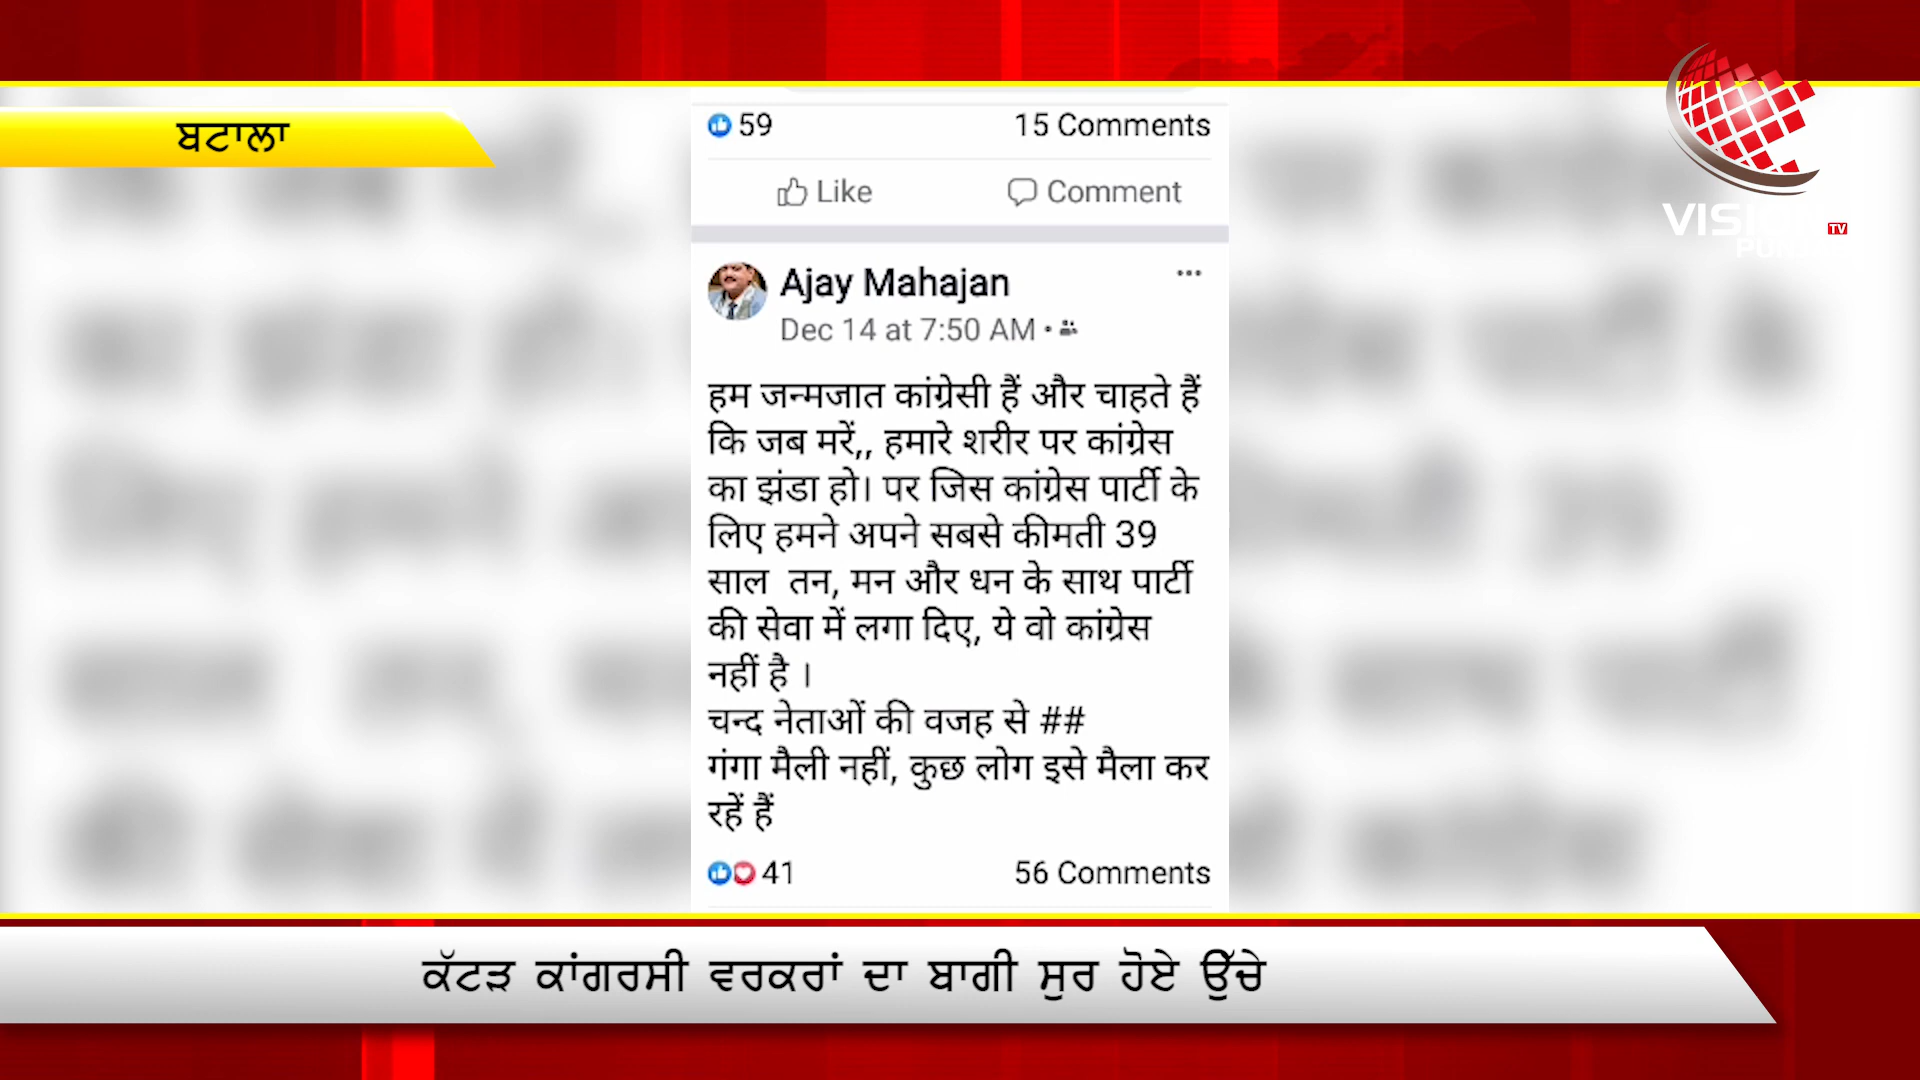 ਬਟਾਲਾ
59 15 Comments
Like Comment
Ajay Mahajan
Dec 14 at 7:50 AM
हम जन्मजात कांग्रेसी हैं और चाहते हैं
कि जब मरें,, हमारे शरीर पर कांग्रेस
का झंडा हो। पर जिस कांग्रेस पार्टी के
लिए हमने अपने सबसे कीमती 39
साल तन, मन और धन के साथ पार्टी
की सेवा में लगा दिए, ये वो कांग्रेस
नहीं है ।
चन्द नेताओं की वजह से ##
गंगा मैली नहीं, कुछ लोग इसे मैला कर
रहें हैं
41 56 Comments
TV
ਕੱਟੜ ਕਾਂਗਰਸੀ ਵਰਕਰਾਂ ਦਾ ਬਾਗੀ ਸੁਰ ਹੋਏ ਉੱਚੇ